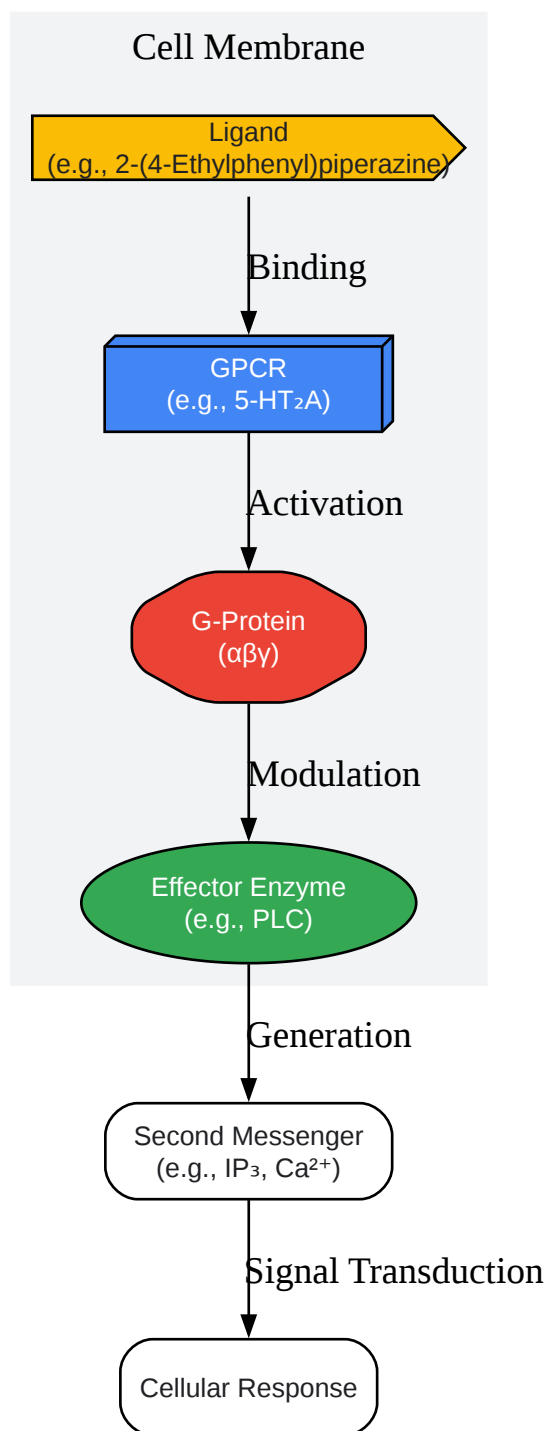 Cell Membrane
Ligand
(e.g., 2-(4-Ethylphenyl)piperazine)
Binding
GPCR
(e.g., 5-HT₂A)
Activation
G-Protein
(αβγ)
Modulation
Effector Enzyme
(e.g., PLC)
Generation
Second Messenger
(e.g., IP₃, Ca²⁺)
Signal Transduction
Cellular Response